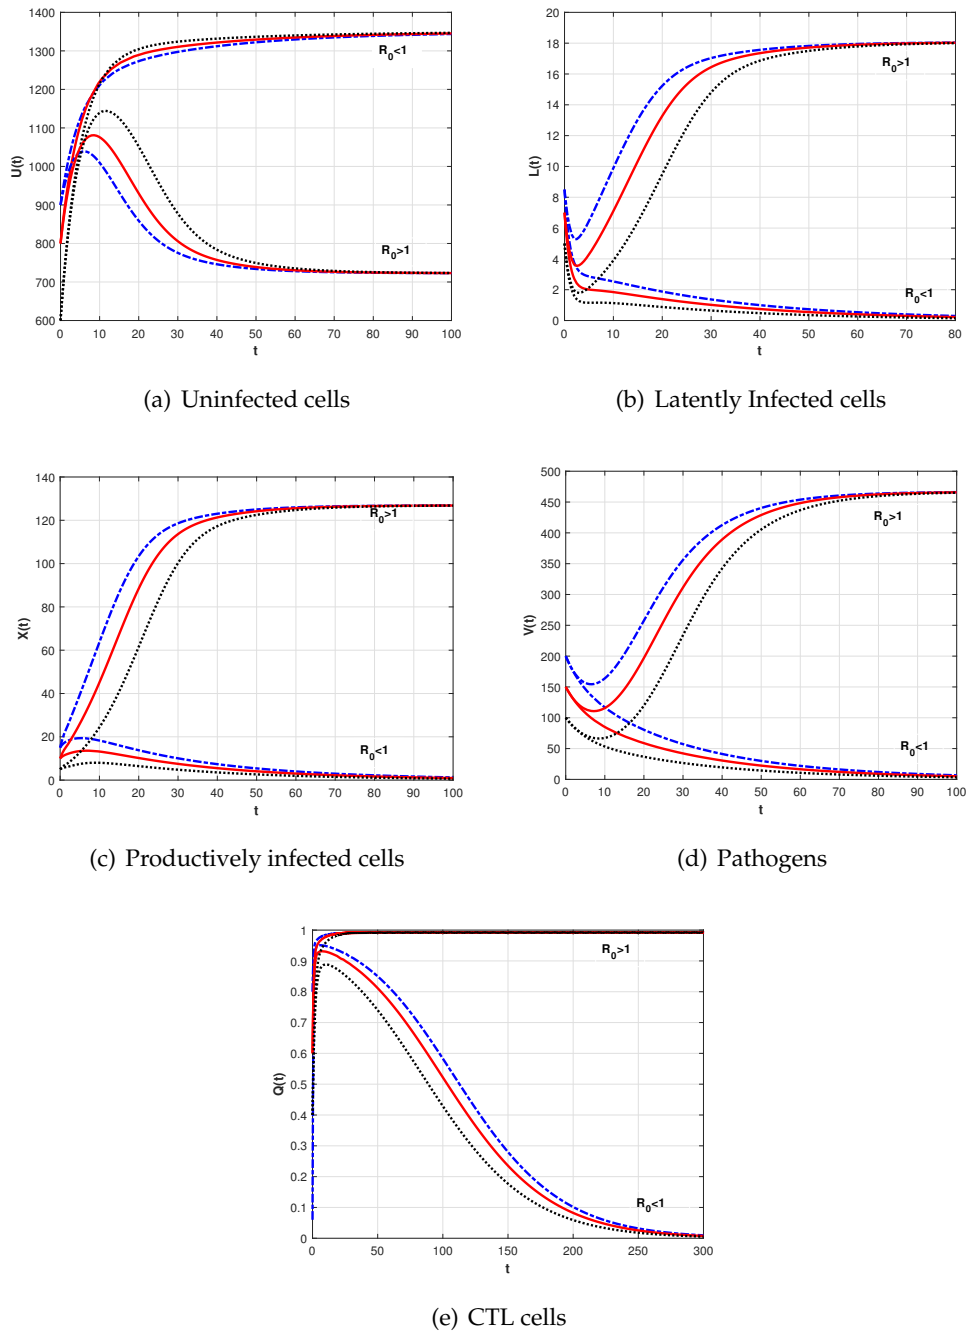 1400
1300
1200
1100
1000
900
800
700
600
U(t)
R0<1
R0>1
0 10 20 30 40 50 60 70 80 90 100
t
(a) Uninfected cells
20
18
16
14
12
10
8
6
4
2
0
L(t)
R0>1
R0<1
0 10 20 30 40 50 60 70 80
t
(b) Latently Infected cells
140
120
100
80
60
40
20
0
X(t)
R0>1
R0<1
0 10 20 30 40 50 60 70 80 90 100
t
(c) Productively infected cells
500
450
400
350
300
250
200
150
100
50
0
V(t)
R0>1
R0<1
0 10 20 30 40 50 60 70 80 90 100
t
(d) Pathogens
1
0.9
0.8
0.7
0.6
0.5
0.4
0.3
0.2
0.1
0
Q(t)
R0>1
R0<1
0 50 100 150 200 250 300
t
(e) CTL cells